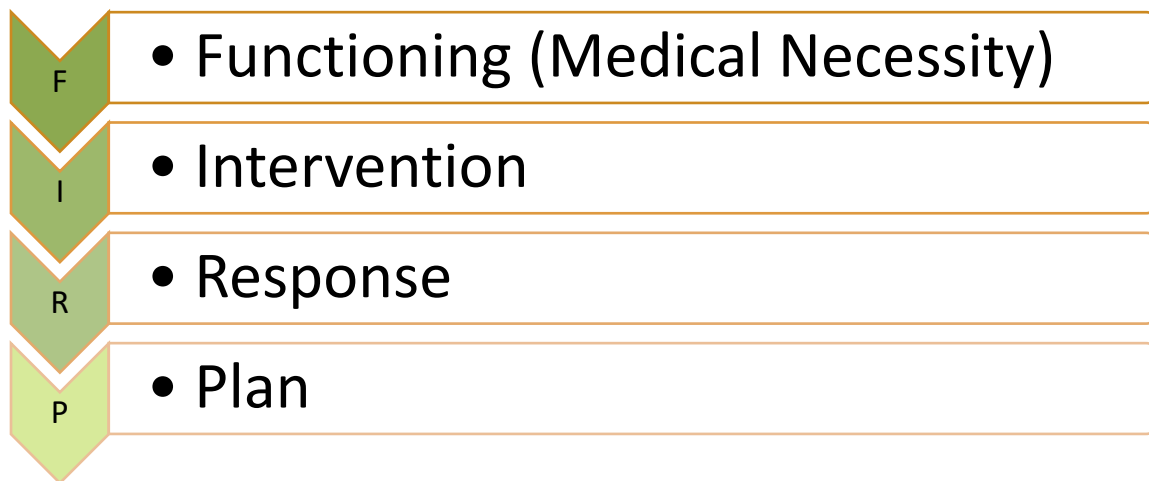 F
• Functioning (Medical Necessity)
I
• Intervention
R
• Response
P
• Plan